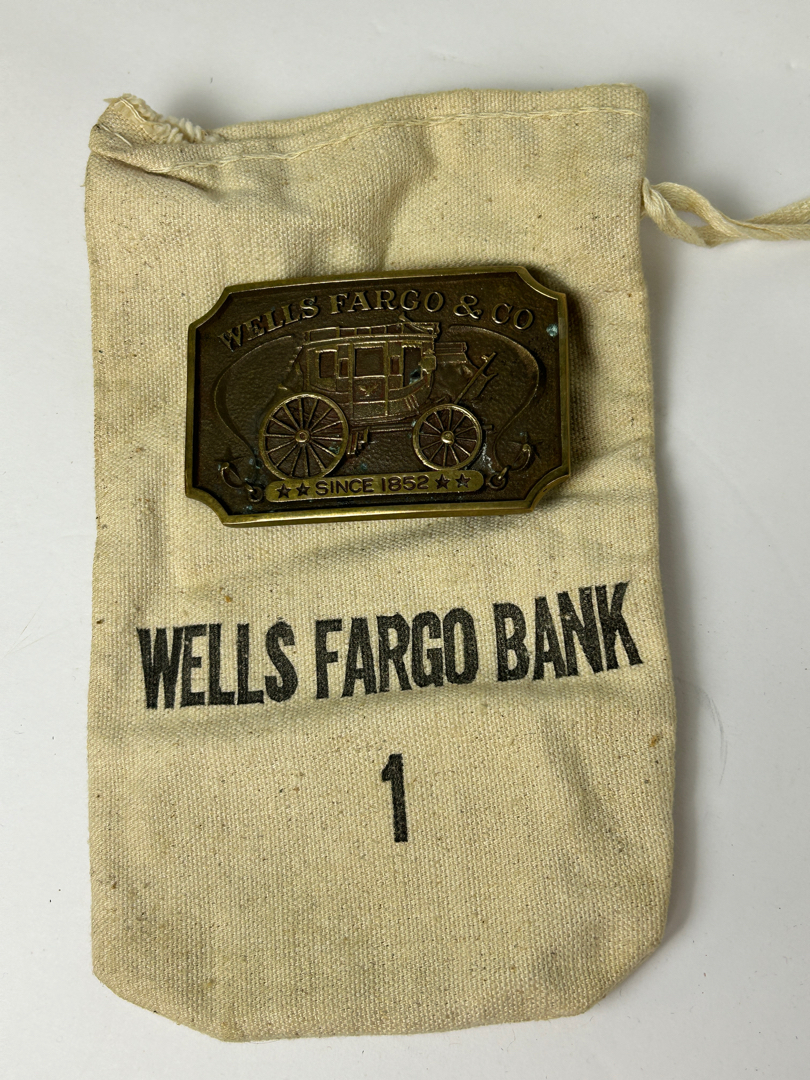 WELLS FARGO & CO
★★ SINCE 1852 ★★
WELLS FARGO BANK
1